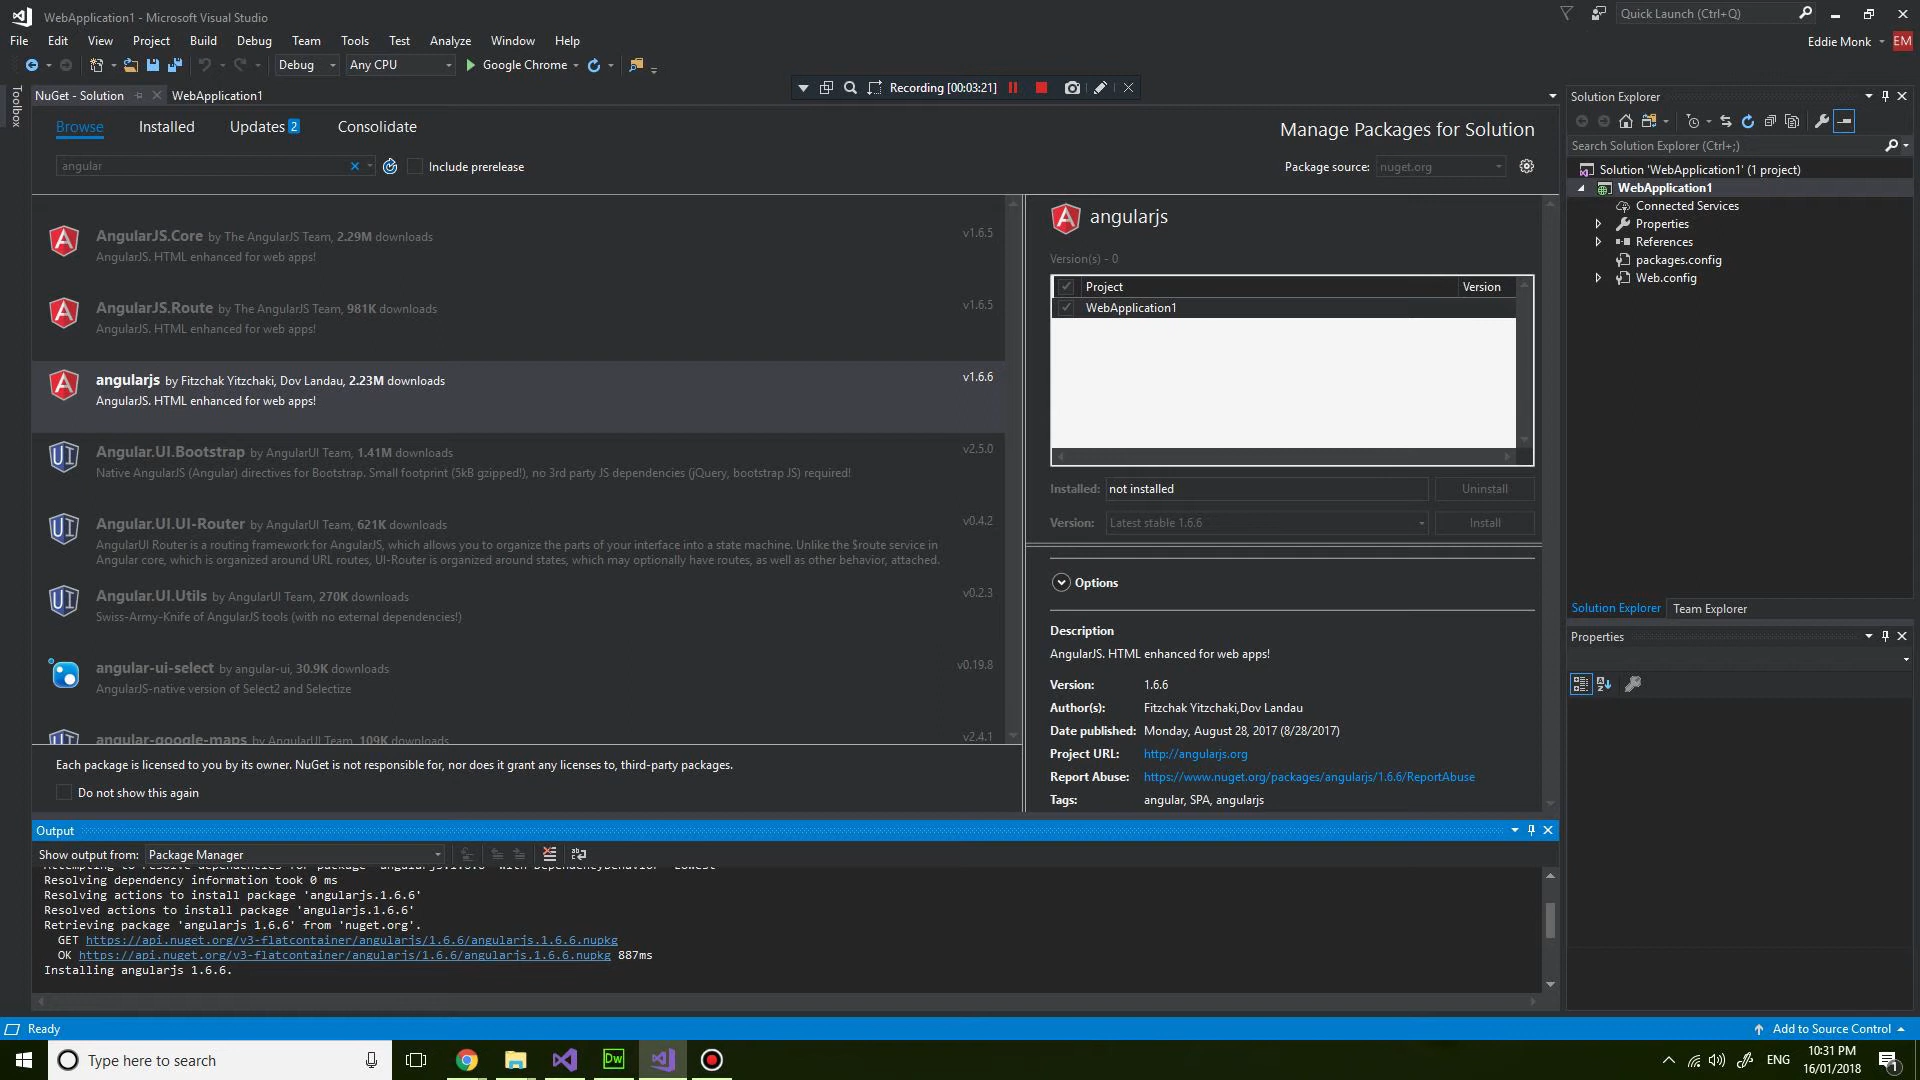 WebApplication1 - Microsoft Visual Studio
Quick Launch (Ctrl+Q)
File Edit View Project Build Debug Team Tools Test Analyze Window Help
Eddie Monk EM
Debug Any CPU Google Chrome
Toolbox
NuGet - Solution WebApplication1
Recording [00:03:21]
Browse Installed Updates 2 Consolidate
Manage Packages for Solution
angular
Include prerelease
Package source: nuget.org
AngularJS.Core by The AngularJS Team, 2.29M downloads v1.6.5
AngularJS. HTML enhanced for web apps!
AngularJS.Route by The AngularJS Team, 981K downloads v1.6.5
AngularJS. HTML enhanced for web apps!
angularjs by Fitzchak Yitzchaki, Dov Landau, 2.23M downloads v1.6.6
AngularJS. HTML enhanced for web apps!
Angular.UI.Bootstrap by AngularUI Team, 1.41M downloads v2.5.0
Native AngularJS (Angular) directives for Bootstrap. Small footprint (5kB gzipped!), no 3rd party JS dependencies (jQuery, bootstrap JS) required!
Angular.UI.UI-Router by AngularUI Team, 621K downloads v0.4.2
AngularUI Router is a routing framework for AngularJS, which allows you to organize the parts of your interface into a state machine. Unlike the $route service in
Angular core, which is organized around URL routes, UI-Router is organized around states, which may optionally have routes, as well as other behavior, attached.
Angular.UI.Utils by AngularUI Team, 270K downloads v0.2.3
Swiss-Army-Knife of AngularJS tools (with no external dependencies!)
angular-ui-select by angular-ui, 30.9K downloads v0.19.8
AngularJS-native version of Select2 and Selectize
angular-google-maps by AngularUI Team, 109K downloads v2.4.1
Each package is licensed to you by its owner. NuGet is not responsible for, nor does it grant any licenses to, third-party packages.
Do not show this again
angularjs
Version(s) - 0
Project Version
WebApplication1
Installed: not installed Uninstall
Version: Latest stable 1.6.6 Install
Options
Description
AngularJS. HTML enhanced for web apps!
Version: 1.6.6
Author(s): Fitzchak Yitzchaki,Dov Landau
Date published: Monday, August 28, 2017 (8/28/2017)
Project URL: http://angularjs.org
Report Abuse: https://www.nuget.org/packages/angularjs/1.6.6/ReportAbuse
Tags: angular, SPA, angularjs
Solution Explorer
Search Solution Explorer (Ctrl+;)
Solution 'WebApplication1' (1 project)
WebApplication1
Connected Services
Properties
References
packages.config
Web.config
Solution Explorer Team Explorer
Properties
Output
Show output from: Package Manager
Attempting to resolve dependencies for package 'angularjs.1.6.6' with DependencyBehavior 'Lowest'
Resolving dependency information took 0 ms
Resolving actions to install package 'angularjs.1.6.6'
Resolved actions to install package 'angularjs.1.6.6'
Retrieving package 'angularjs 1.6.6' from 'nuget.org'.
GET https://api.nuget.org/v3-flatcontainer/angularjs/1.6.6/angularjs.1.6.6.nupkg
OK https://api.nuget.org/v3-flatcontainer/angularjs/1.6.6/angularjs.1.6.6.nupkg 887ms
Installing angularjs 1.6.6.
Ready
Add to Source Control
Type here to search
Dw
ENG
10:31 PM
16/01/2018
1